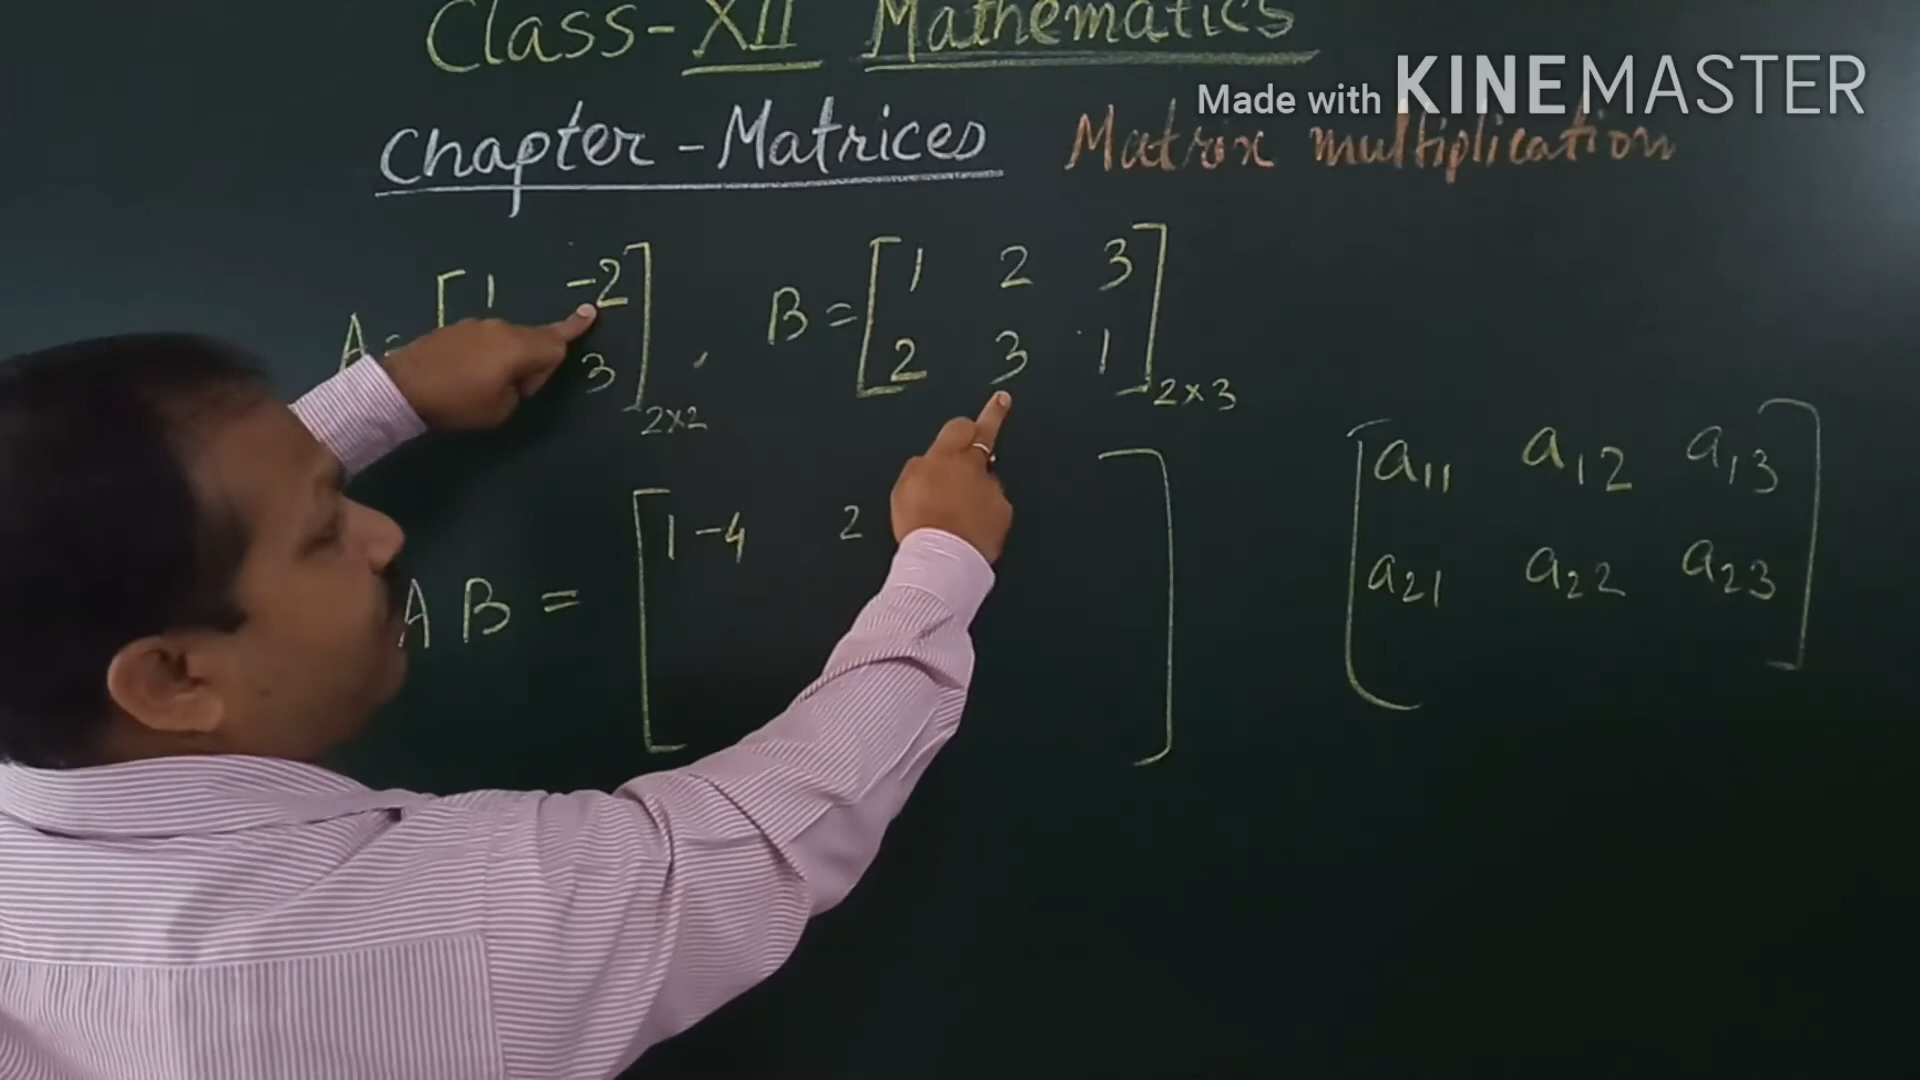 Class-XII Mathematics
Made with KINEMASTER
Chapter - Matrices Matrix multiplication
A= [ 1 -2 3 ] 2×2 , B = [ 1 2 3
2 3 1 ] 2×3
[ a11 a12 a13
a21 a22 a23 ]
AB = [ 1-4 2 ]